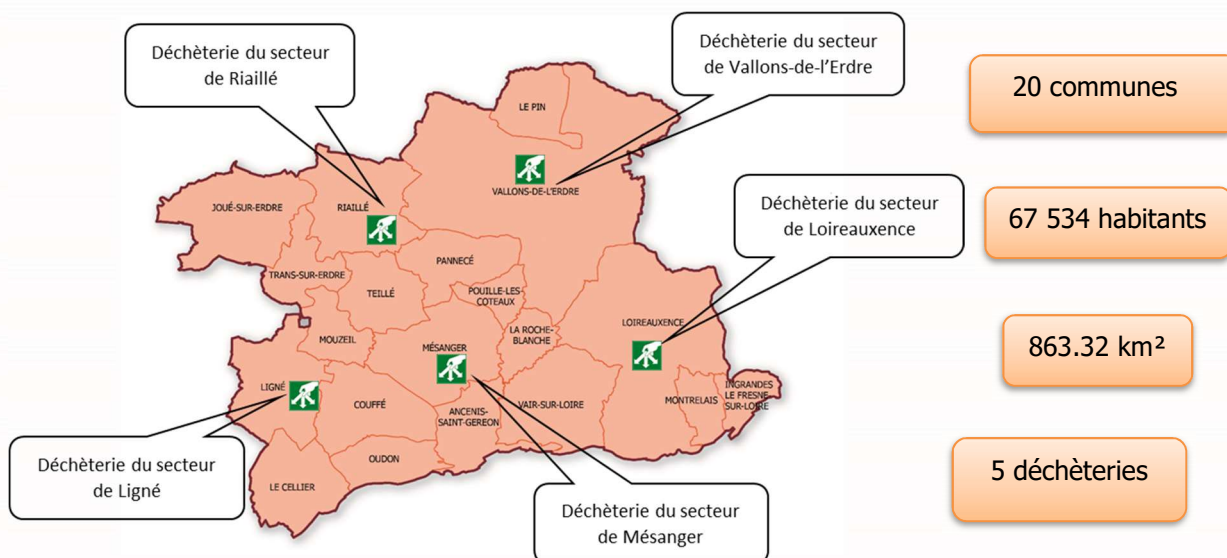 Déchèterie du secteur
de Riaillé
Déchèterie du secteur
de Vallons-de-l'Erdre
20 communes
LE PIN
VALLONS-DE-L'ERDRE
JOUÉ-SUR-ERDRE
RIAILLÉ
Déchèterie du secteur
de Loireauxence
67 534 habitants
PANNECÉ
TRANS-SUR-ERDRE
TEILLÉ
POUILLE-LES-
COTEAUX
LOIREAUXENCE
MOUZEIL
LA ROCHE-
BLANCHE
MÉSANGER
863.32 km²
LIGNÉ
COUFFÉ
ANCENIS-
SAINT-GEREON
VAIR-SUR-LOIRE
MONTRELAIS
INGRANDES
LE FRESNE
SUR-LOIRE
Déchèterie du secteur
de Ligné
OUDON
LE CELLIER
5 déchèteries
Déchèterie du secteur
de Mésanger